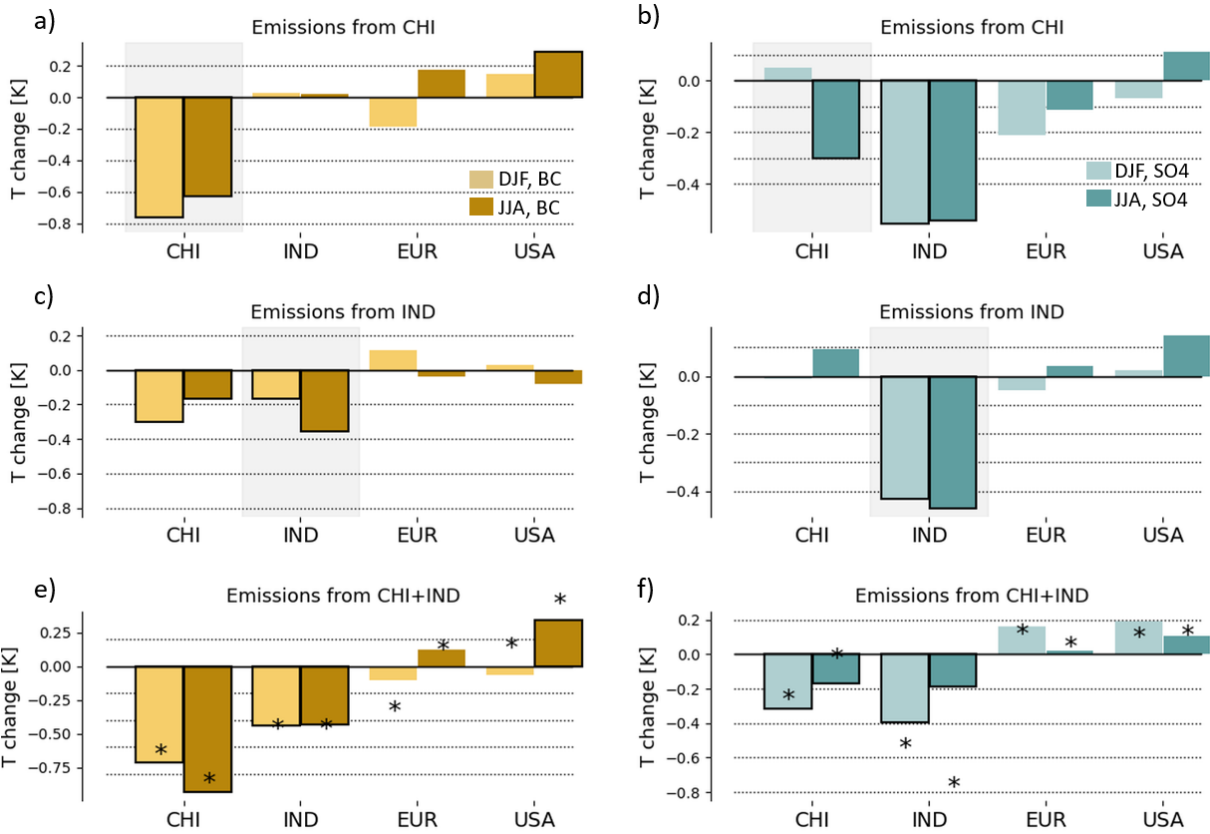 a)
Emissions from CHI
T change [K]
0.2
0.0
−0.2
−0.4
−0.6
−0.8
DJF, BC
JJA, BC
CHI IND EUR USA
b)
Emissions from CHI
T change [K]
0.0
−0.2
−0.4
DJF, SO4
JJA, SO4
CHI IND EUR USA
c)
Emissions from IND
T change [K]
0.2
0.0
−0.2
−0.4
−0.6
−0.8
CHI IND EUR USA
d)
Emissions from IND
T change [K]
0.0
−0.2
−0.4
CHI IND EUR USA
e)
Emissions from CHI+IND
T change [K]
0.25
0.00
−0.25
−0.50
−0.75
* * * * * * * *
CHI IND EUR USA
f)
Emissions from CHI+IND
T change [K]
0.2
0.0
−0.2
−0.4
−0.6
−0.8
* * * * * * * *
CHI IND EUR USA